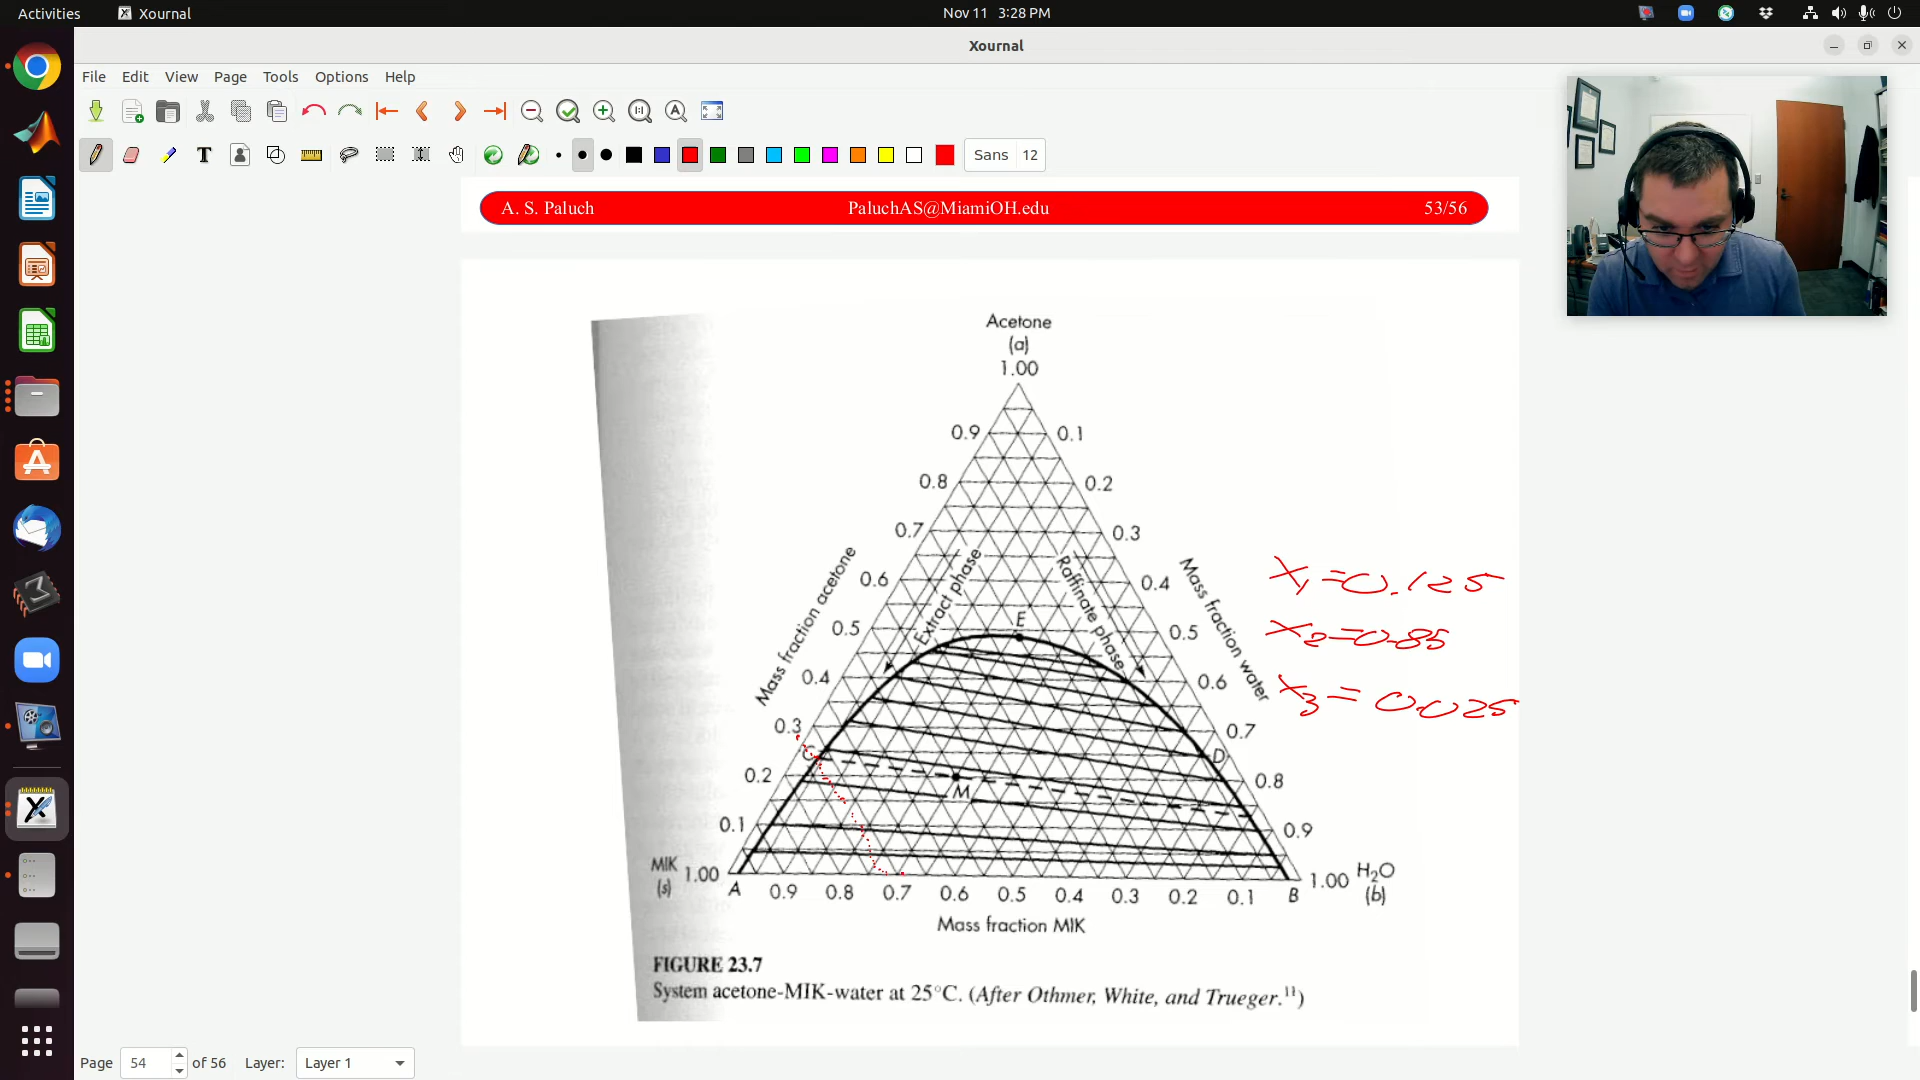 Activities Xournal Nov 11 3:28 PM
Xournal
File Edit View Page Tools Options Help
Sans 12
A. S. Paluch PaluchAS@MiamiOH.edu 53/56
Acetone
(a)
1.00
0.9 0.1
0.8 0.2
0.7 0.3
0.6 0.4
0.5 0.5
0.4 0.6
0.3 0.7
0.2 0.8
0.1 0.9
Mass fraction acetone
Extract phase
Raffinate phase
Mass fraction water
E
C
D
M
x1 = 0.125
x2 = 0.85
x3 = 0.025
MIK 1.00 A 0.9 0.8 0.7 0.6 0.5 0.4 0.3 0.2 0.1 B 1.00 H2O
(s) (b)
Mass fraction MIK
FIGURE 23.7
System acetone-MIK-water at 25°C. (After Othmer, White, and Trueger.11)
Page 54 of 56 Layer: Layer 1